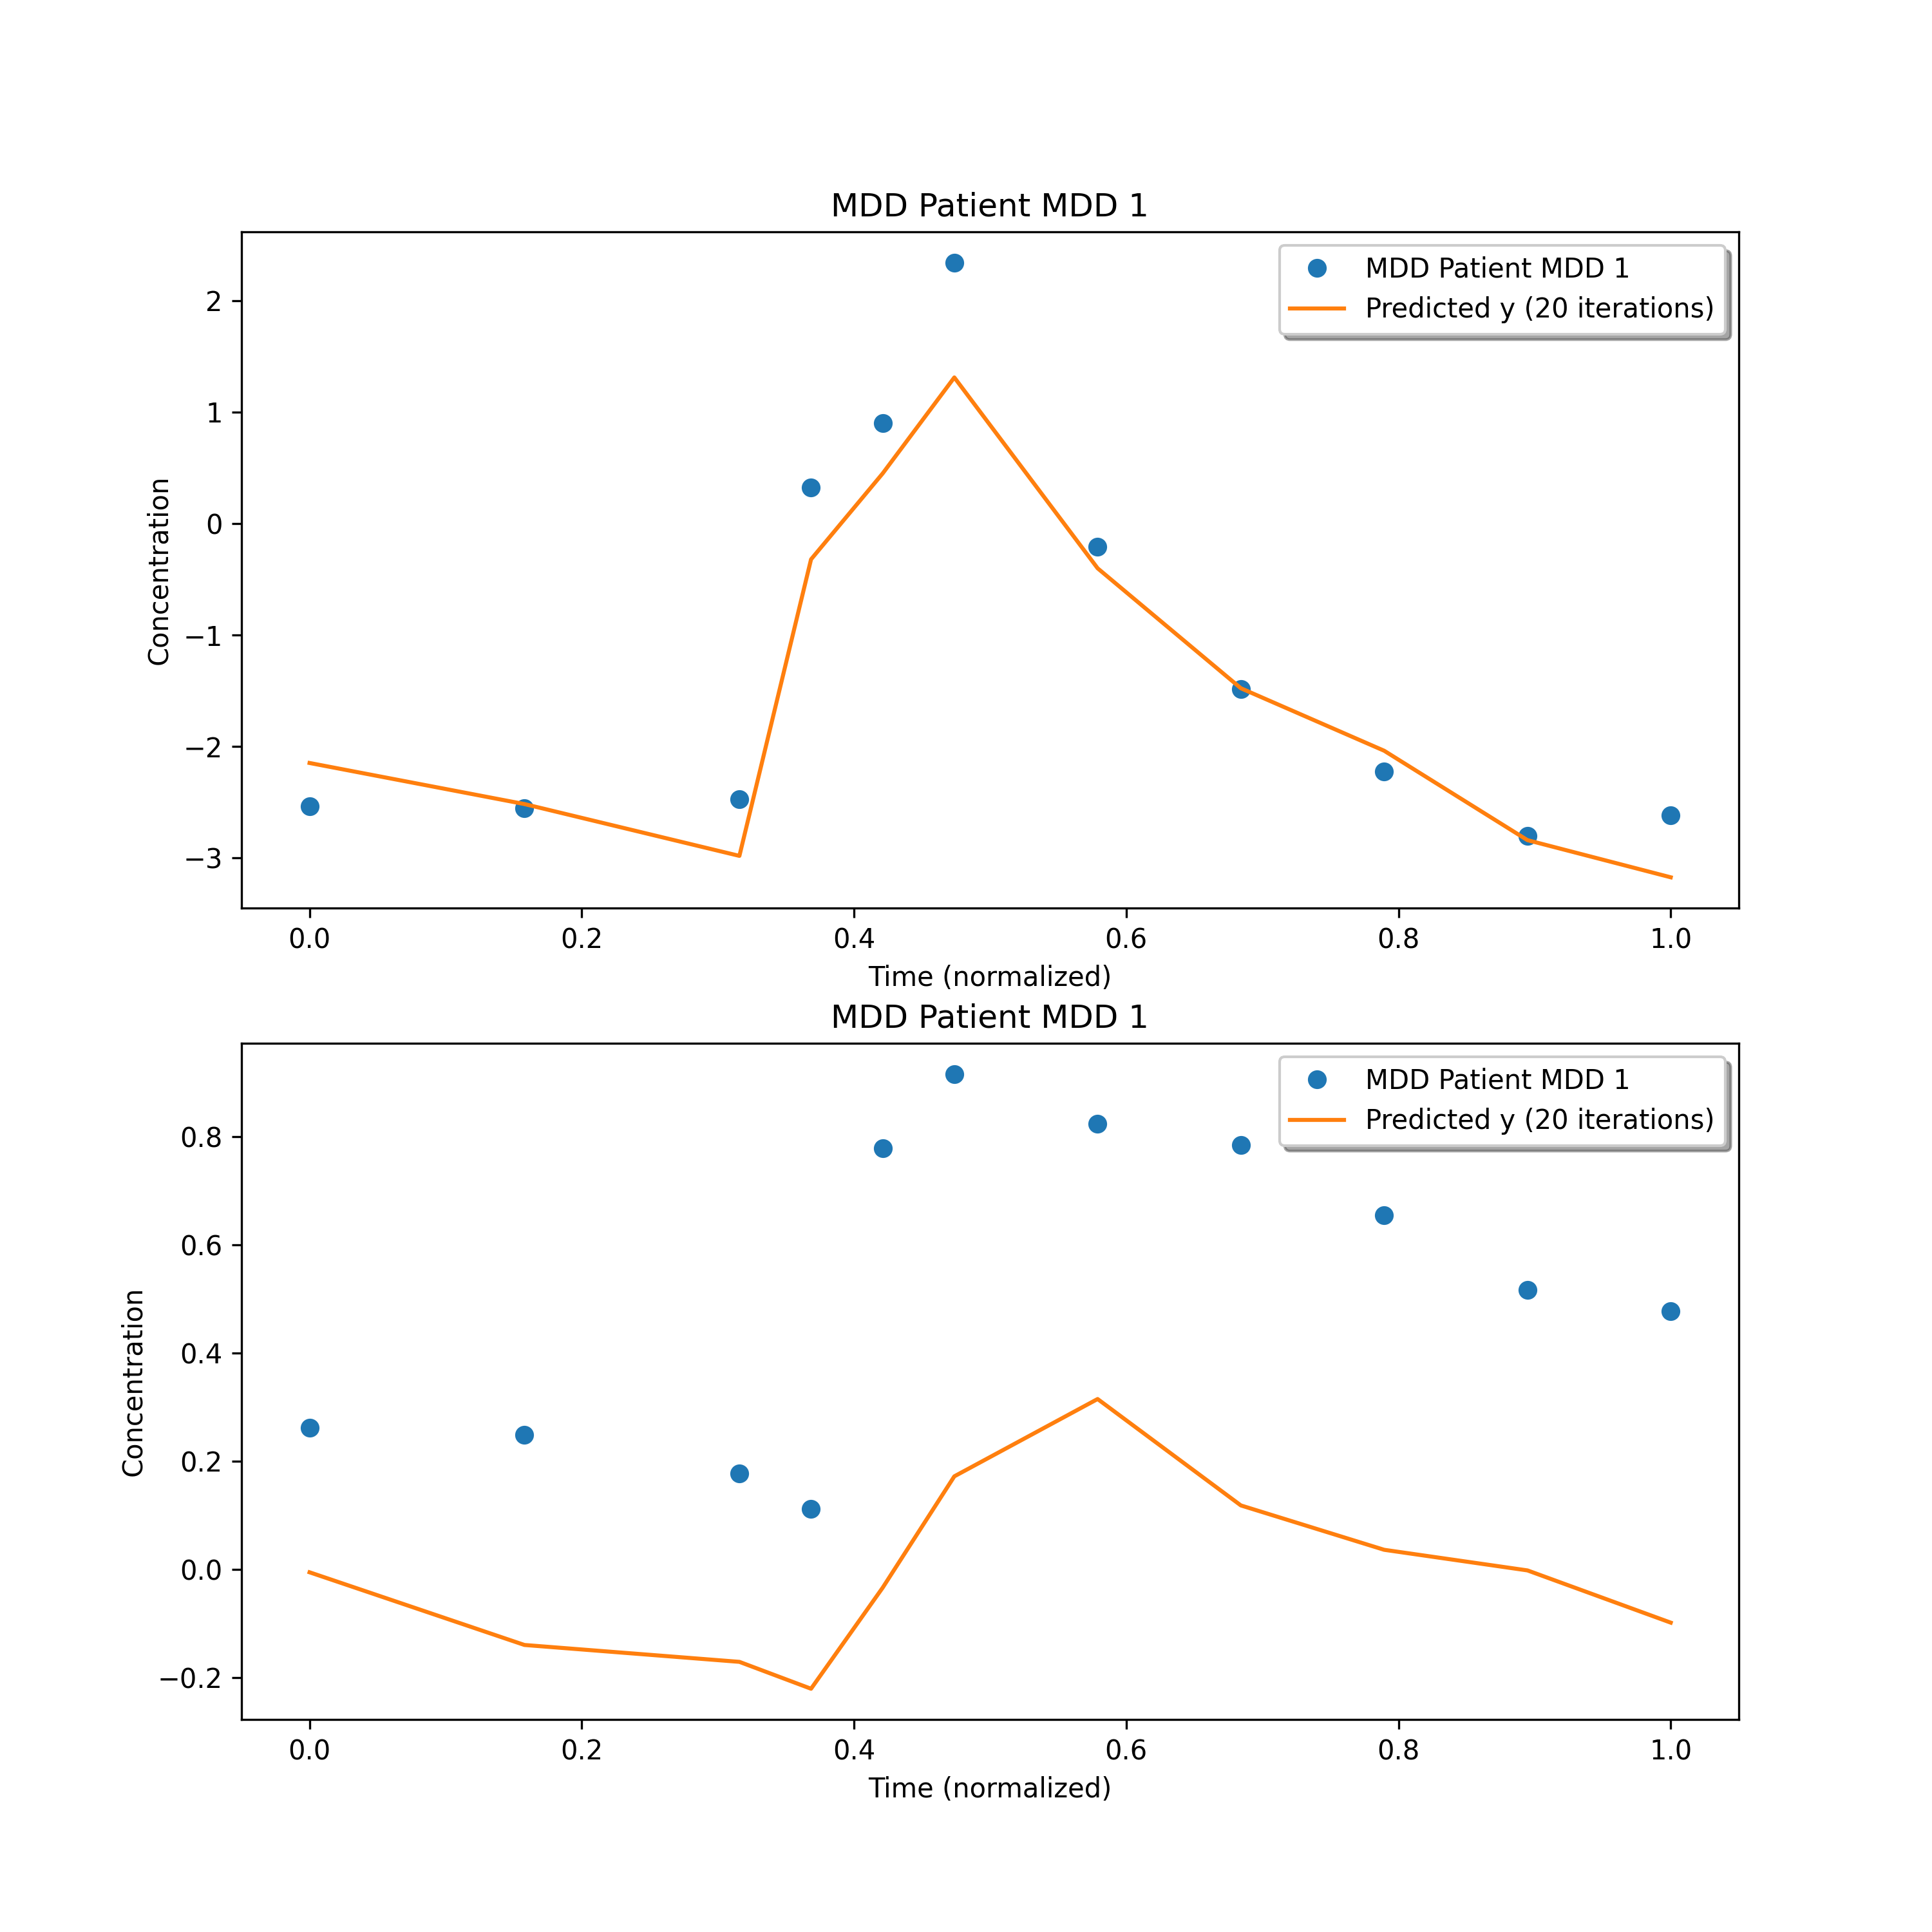 MDD Patient MDD 1
MDD Patient MDD 1
Predicted y (20 iterations)
2
1
0
−1
−2
−3
Concentration
0.0 0.2 0.4 0.6 0.8 1.0
Time (normalized)
MDD Patient MDD 1
MDD Patient MDD 1
Predicted y (20 iterations)
0.8
0.6
0.4
0.2
0.0
−0.2
Concentration
0.0 0.2 0.4 0.6 0.8 1.0
Time (normalized)